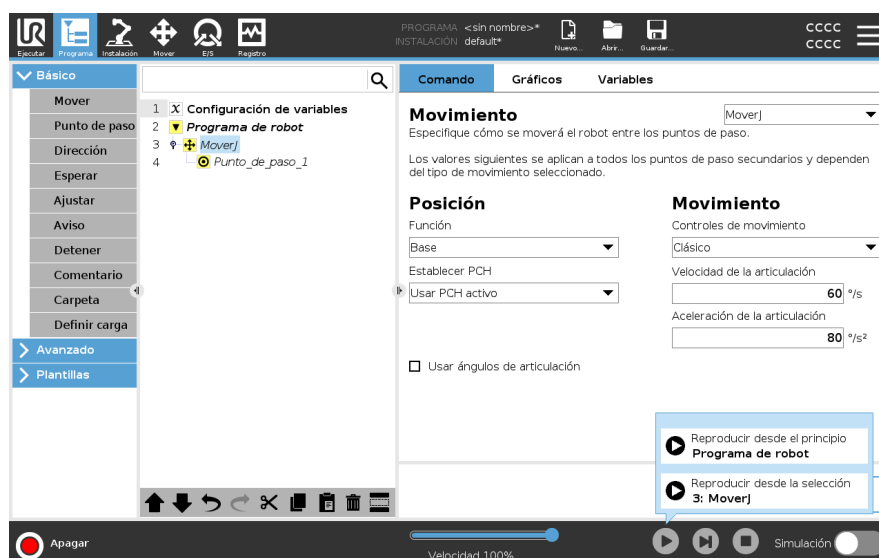 UR
Ejecutar
Programa
Instalación
Mover
E/S
Registro
PROGRAMA <sin nombre>*
INSTALACIÓN default*
Nuevo...
Abrir...
Guardar...
CCCC
CCCC
Básico
Mover
Punto de paso
Dirección
Esperar
Ajustar
Aviso
Detener
Comentario
Carpeta
Definir carga
Avanzado
Plantillas
1 X Configuración de variables
2 Programa de robot
3 MoverJ
4 Punto_de_paso_1
Comando Gráficos Variables
Movimiento
MoverJ
Especifique cómo se moverá el robot entre los puntos de paso.
Los valores siguientes se aplican a todos los puntos de paso secundarios y dependen
del tipo de movimiento seleccionado.
Posición
Función
Base
Establecer PCH
Usar PCH activo
Usar ángulos de articulación
Movimiento
Controles de movimiento
Clásico
Velocidad de la articulación
60 °/s
Aceleración de la articulación
80 °/s²
Reproducir desde el principio
Programa de robot
Reproducir desde la selección
3: MoverJ
Apagar
Velocidad 100%
Simulación